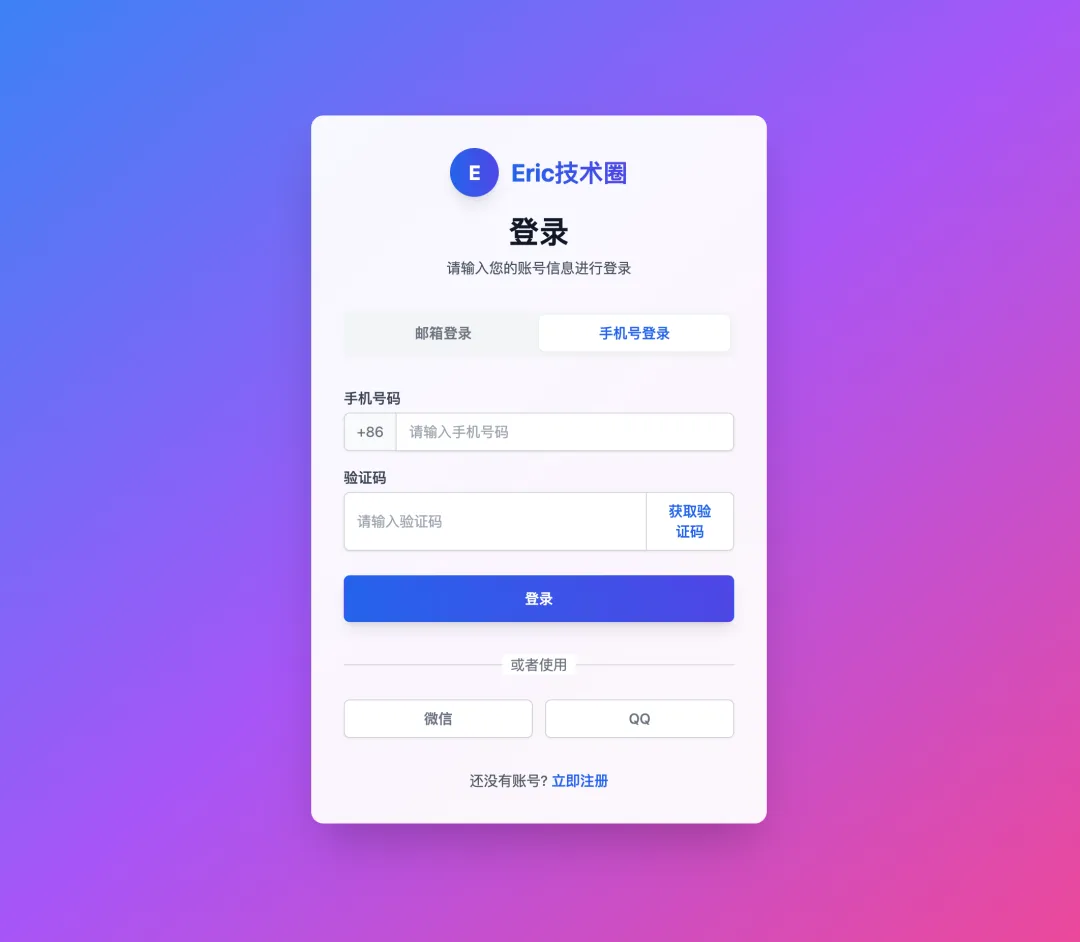 E
Eric技术圈
登录
请输入您的账号信息进行登录
邮箱登录
手机号登录
手机号码
+86
请输入手机号码
验证码
请输入验证码
获取验
证码
登录
或者使用
微信
QQ
还没有账号? 立即注册